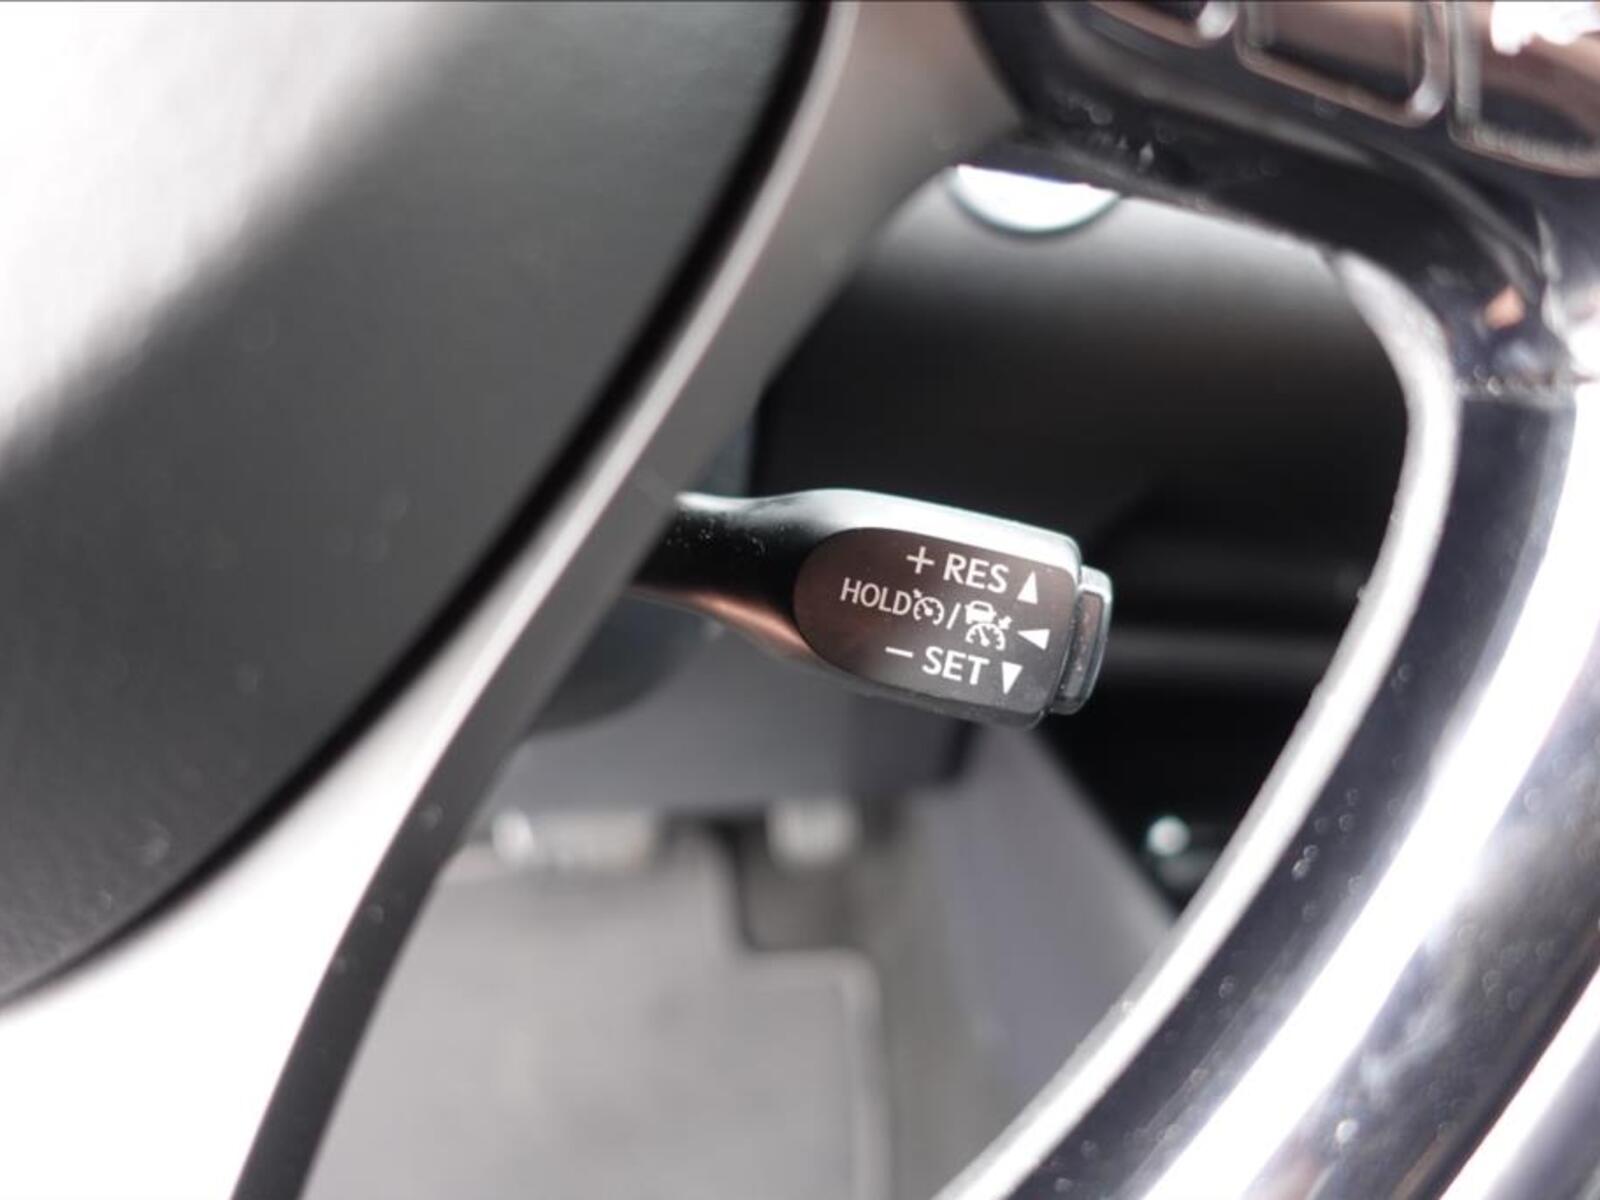 + RES ▲
HOLD / ◀
− SET ▼